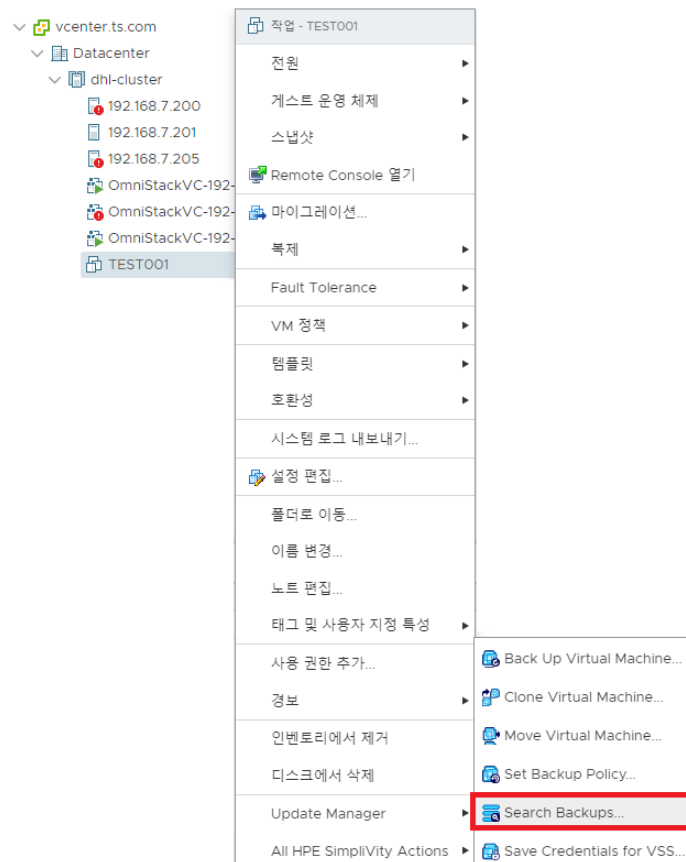 vcenter.ts.com
Datacenter
dhl-cluster
192.168.7.200
192.168.7.201
192.168.7.205
OmniStackVC-192-
OmniStackVC-192-
OmniStackVC-192-
TEST001
작업 - TEST001
전원
게스트 운영 체제
스냅샷
Remote Console 열기
마이그레이션...
복제
Fault Tolerance
VM 정책
템플릿
호환성
시스템 로그 내보내기...
설정 편집...
폴더로 이동...
이름 변경...
노트 편집...
태그 및 사용자 지정 특성
사용 권한 추가...
경보
인벤토리에서 제거
디스크에서 삭제
Update Manager
All HPE SimpliVity Actions
Back Up Virtual Machine...
Clone Virtual Machine...
Move Virtual Machine...
Set Backup Policy...
Search Backups...
Save Credentials for VSS...